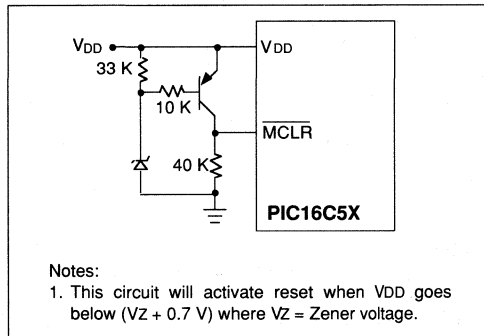 VDD
VDD
33 K
10 K
MCLR
40 K
PIC16C5X
Notes:
1. This circuit will activate reset when VDD goes
below (VZ + 0.7 V) where VZ = Zener voltage.